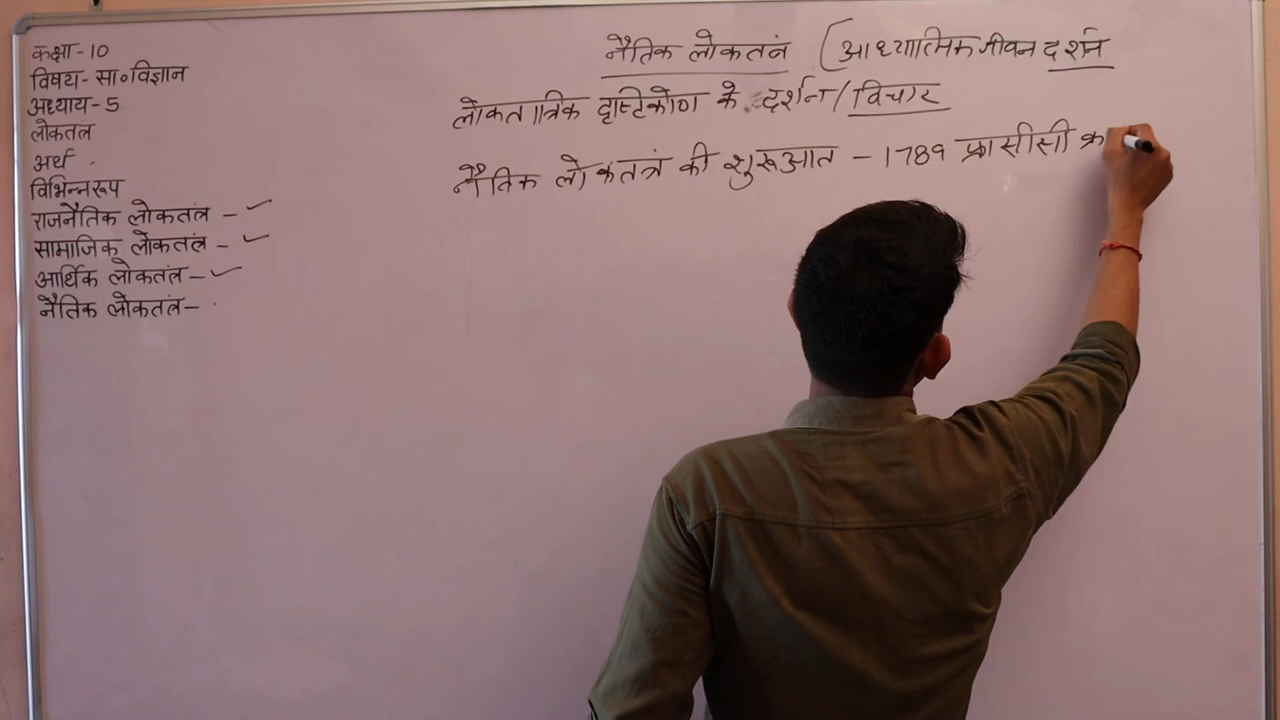 कक्षा-10
विषय- सा॰विज्ञान
अध्याय-5
लोकतंत्र
अर्थ
विभिन्नरूप
राजनैतिक लोकतंत्र -
सामाजिक लोकतंत्र -
आर्थिक लोकतंत्र -
नैतिक लोकतंत्र -
नैतिक लोकतंत्र (आध्यात्मिक जीवन दर्शन
लोकतांत्रिक दृष्टिकोण के दर्शन/विचार
नैतिक लोकतंत्र की शुरूआत - 1789 फ्रांसीसी क्र